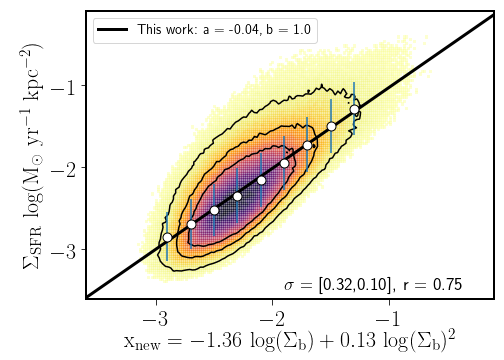 This work: a = -0.04, b = 1.0
Σ_SFR log(M_⊙ yr⁻¹ kpc⁻²)
−1
−2
−3
σ = [0.32,0.10], r = 0.75
−3 −2 −1
x_new = −1.36 log(Σ_b) + 0.13 log(Σ_b)²